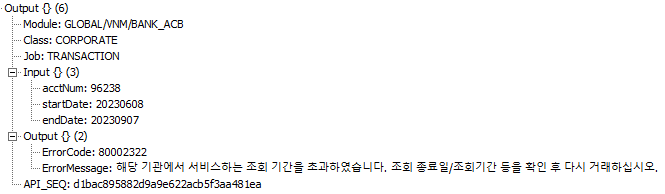 Output {} (6)
Module: GLOBAL/VNM/BANK_ACB
Class: CORPORATE
Job: TRANSACTION
Input {} (3)
acctNum: 96238
startDate: 20230608
endDate: 20230907
Output {} (2)
ErrorCode: 80002322
ErrorMessage: 해당 기관에서 서비스하는 조회 기간을 초과하였습니다. 조회 종료일/조회기간 등을 확인 후 다시 거래하십시오.
API_SEQ: d1bac895882d9a9e622acb5f3aa481ea